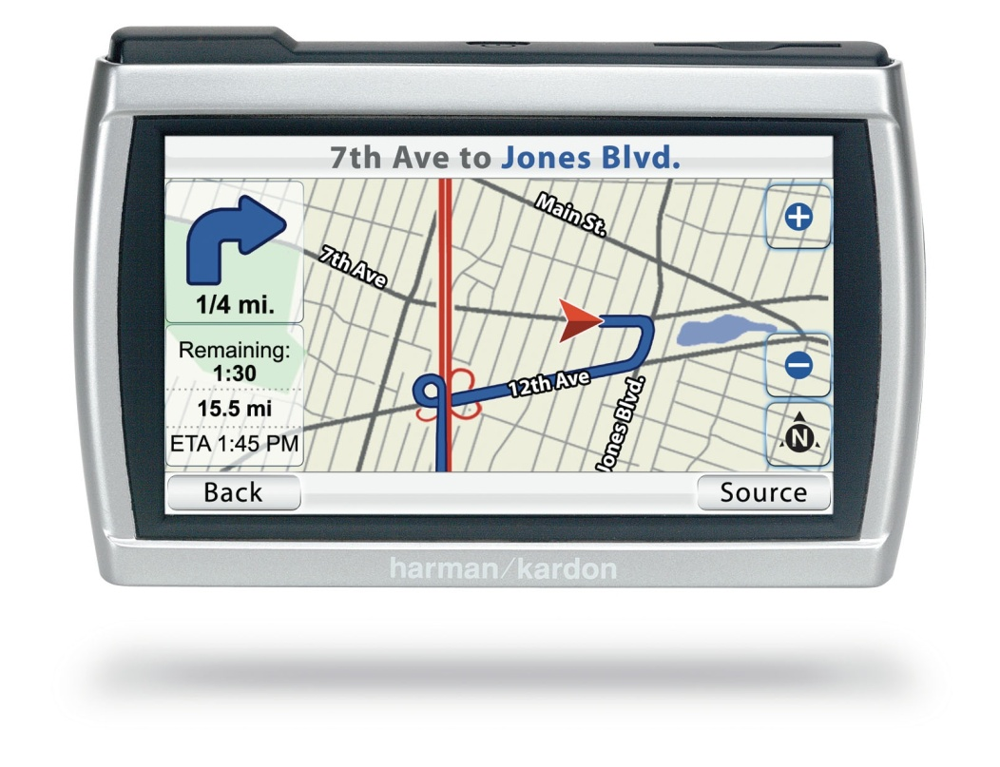 7th Ave to Jones Blvd.
Main St.
7th Ave
1/4 mi.
Remaining:
1:30
15.5 mi
ETA 1:45 PM
12th Ave
Jones Blvd.
N
Back
Source
harman/kardon